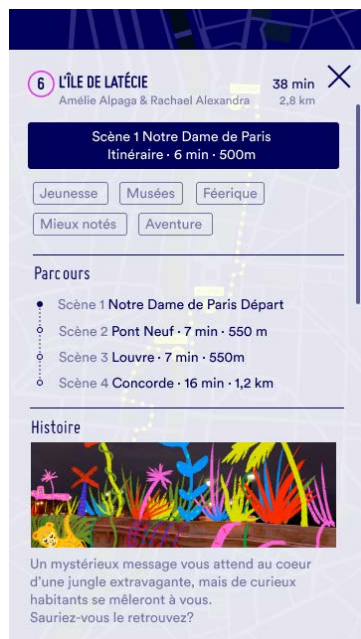 6 L'ÎLE DE LATÉCIE 38 min
Amélie Alpaga & Rachael Alexandra 2,8 km
Scène 1 Notre Dame de Paris
Itinéraire · 6 min · 500m
Jeunesse Musées Féerique
Mieux notés Aventure
Parcours
Scène 1 Notre Dame de Paris Départ
Scène 2 Pont Neuf · 7 min · 550 m
Scène 3 Louvre · 7 min · 550m
Scène 4 Concorde · 16 min · 1,2 km
Histoire
Un mystérieux message vous attend au coeur
d'une jungle extravagante, mais de curieux
habitants se mêleront à vous.
Sauriez-vous le retrouvez?